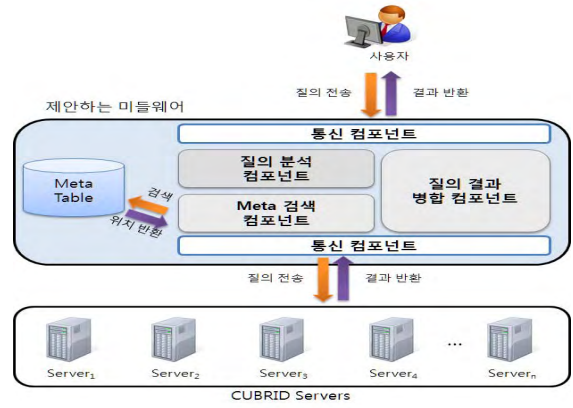 사용자
질의 전송
결과 반환
제안하는 미들웨어
통신 컴포넌트
Meta
Table
검색
위치 반환
질의 분석
컴포넌트
Meta 검색
컴포넌트
질의 결과
병합 컴포넌트
통신 컴포넌트
질의 전송
결과 반환
Server1
Server2
Server3
Server4
...
Servern
CUBRID Servers